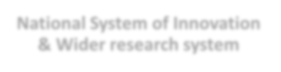 National System of Innovation
& Wider research system